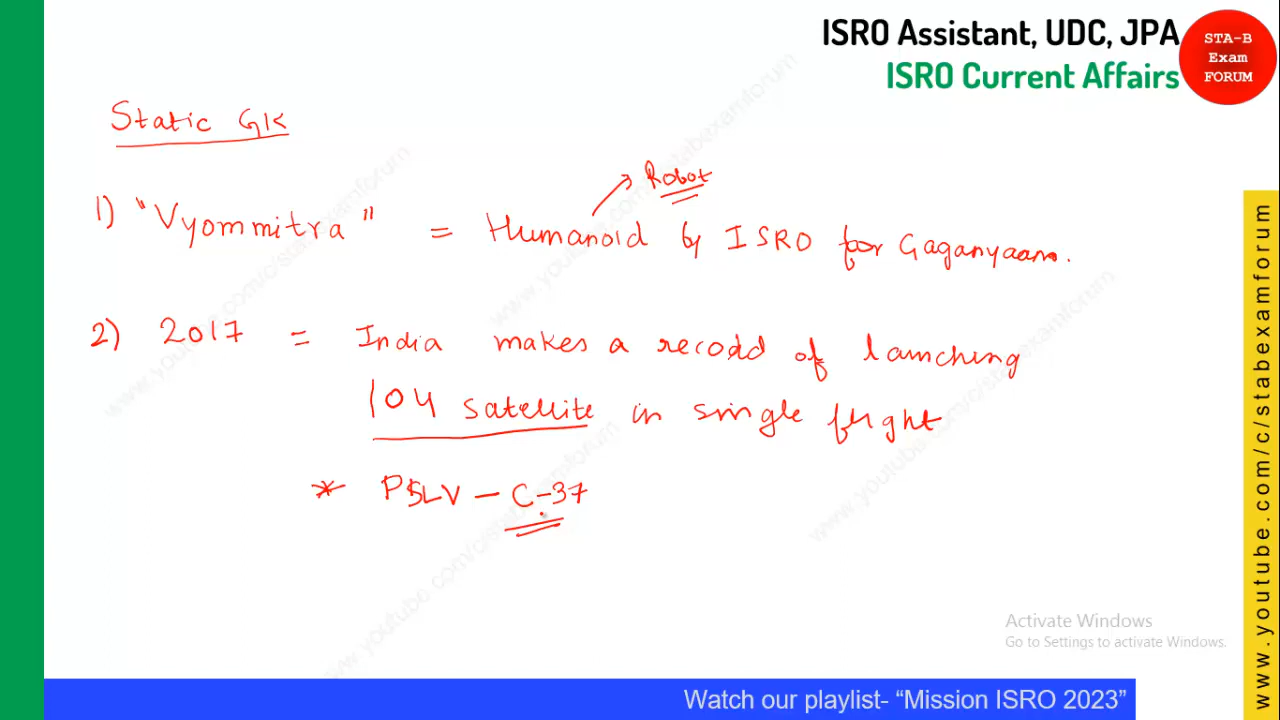 ISRO Assistant, UDC, JPA
ISRO Current Affairs
STA-B
Exam
FORUM
Static GK
Robot
1) "Vyommitra" = Humanoid by ISRO for Gaganyaan.
2) 2017 = India makes a record of launching
104 satellite in single flight
* PSLV - C-37
www.youtube.com/c/stabexamforum
Activate Windows
Go to Settings to activate Windows.
Watch our playlist- “Mission ISRO 2023”